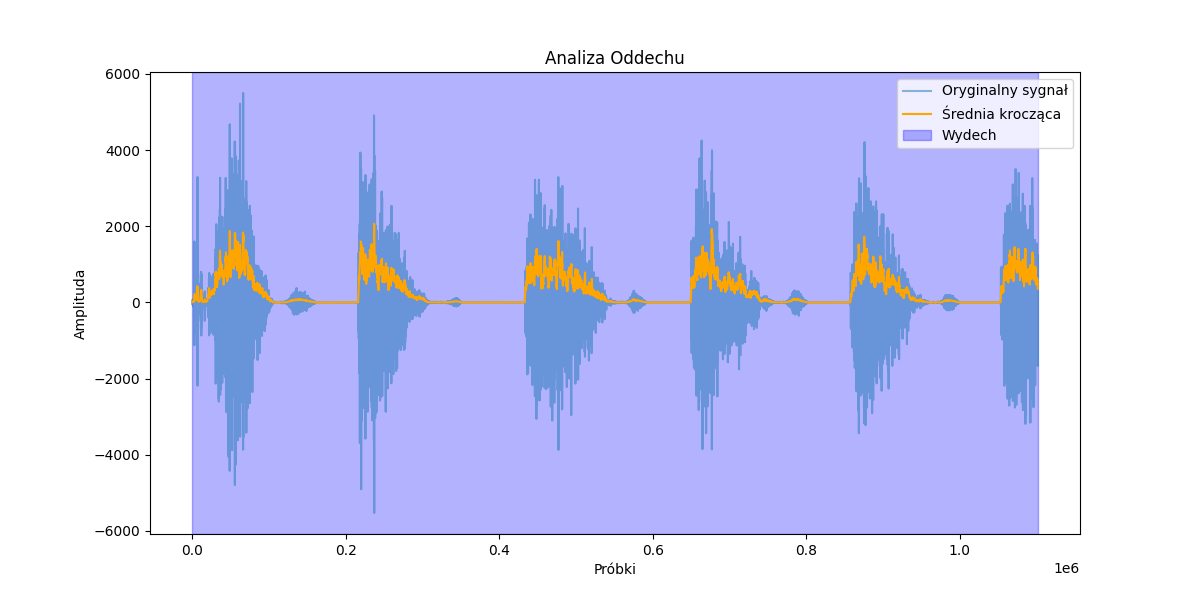 Analiza Oddechu
Oryginalny sygnał
Średnia krocząca
Wydech
Amplituda
6000
4000
2000
0
−2000
−4000
−6000
0.0 0.2 0.4 0.6 0.8 1.0
1e6
Próbki